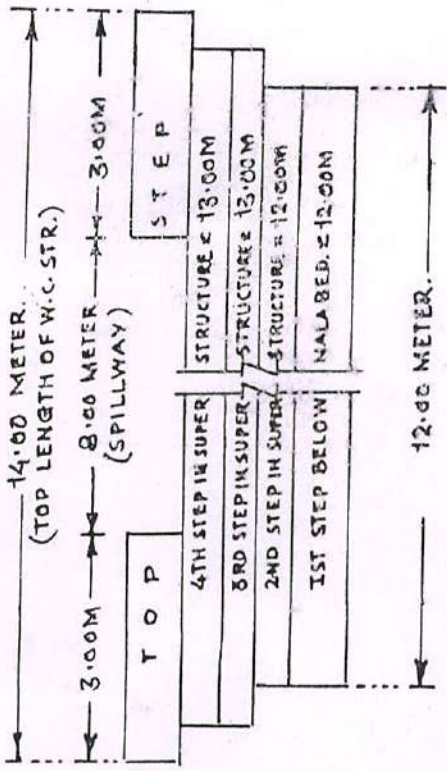 14.00 METER.
(TOP LENGTH OF W.C. STR.)
3.00M 8.00 METER 3.00M
(SPILLWAY)
TOP STEP
4TH STEP IN SUPER STRUCTURE = 13.00M
3RD STEP IN SUPER STRUCTURE = 13.00M
2ND STEP IN SUPER STRUCTURE = 12.00M
IST STEP BELOW NALA BED. = 12.00M
12.00 METER.